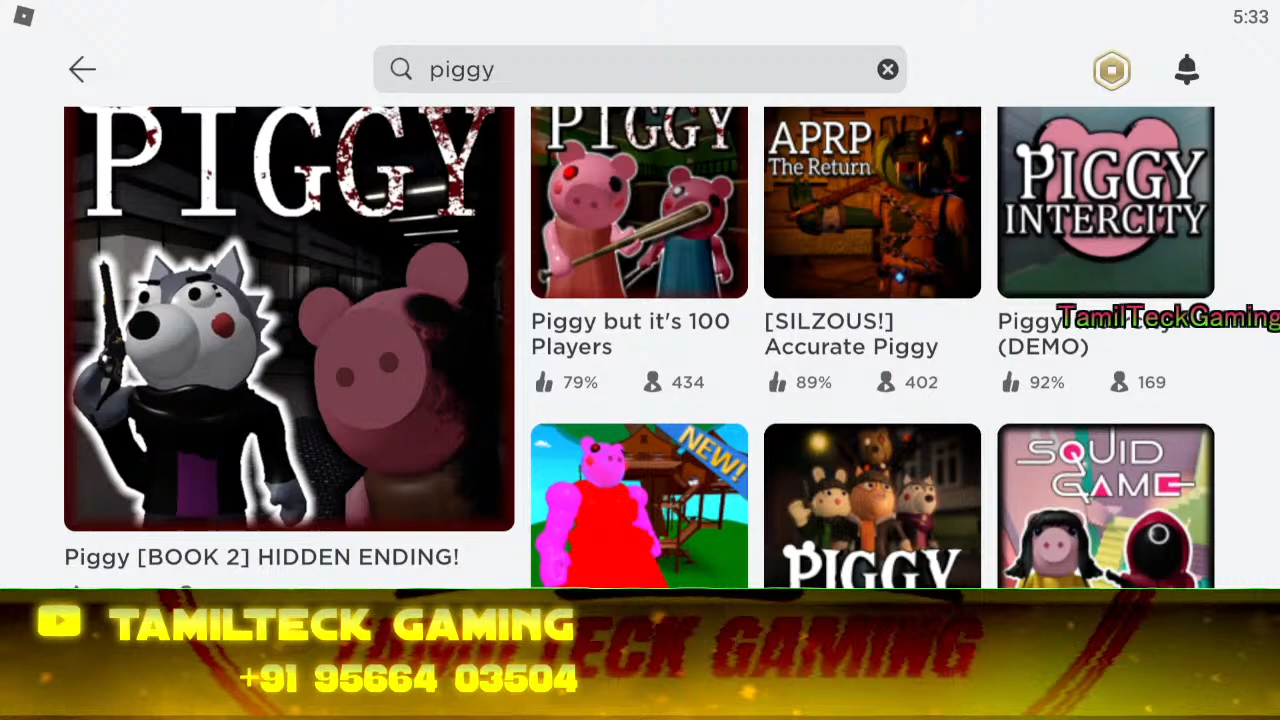 5:33
piggy
PIGGY
PIGGY
APRP
The Return
PIGGY
INTERCITY
Piggy but it's 100
Players
79% 434
[SILZOUS!]
Accurate Piggy
89% 402
Piggy
(DEMO)
92% 169
TamilTeckGaming
NEW!
PIGGY
SQUID
GAME
Piggy [BOOK 2] HIDDEN ENDING!
TAMILTECK GAMING
+91 95664 03504
TAMILTECK GAMING